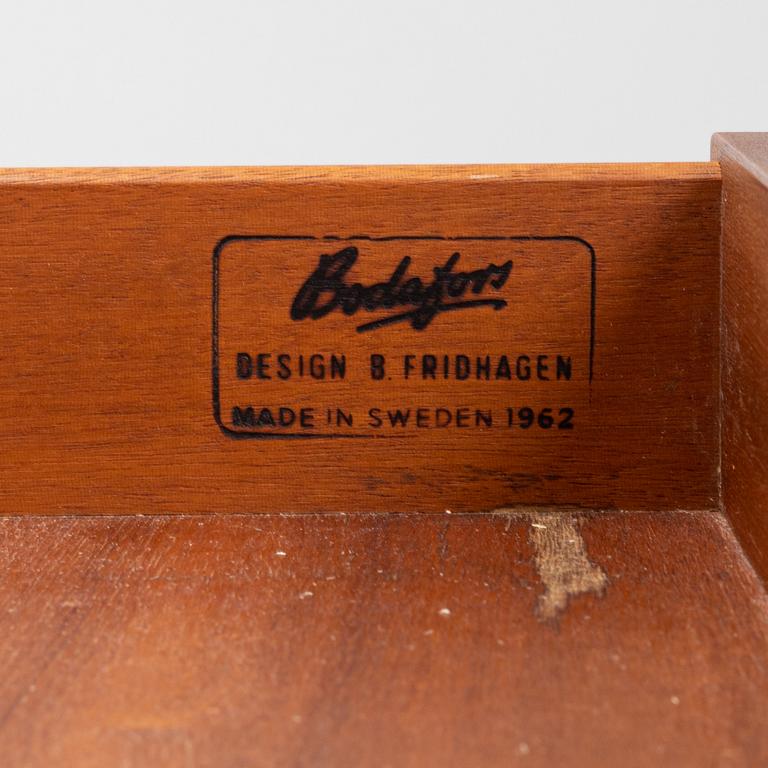 Bodafors
DESIGN B. FRIDHAGEN
MADE IN SWEDEN 1962